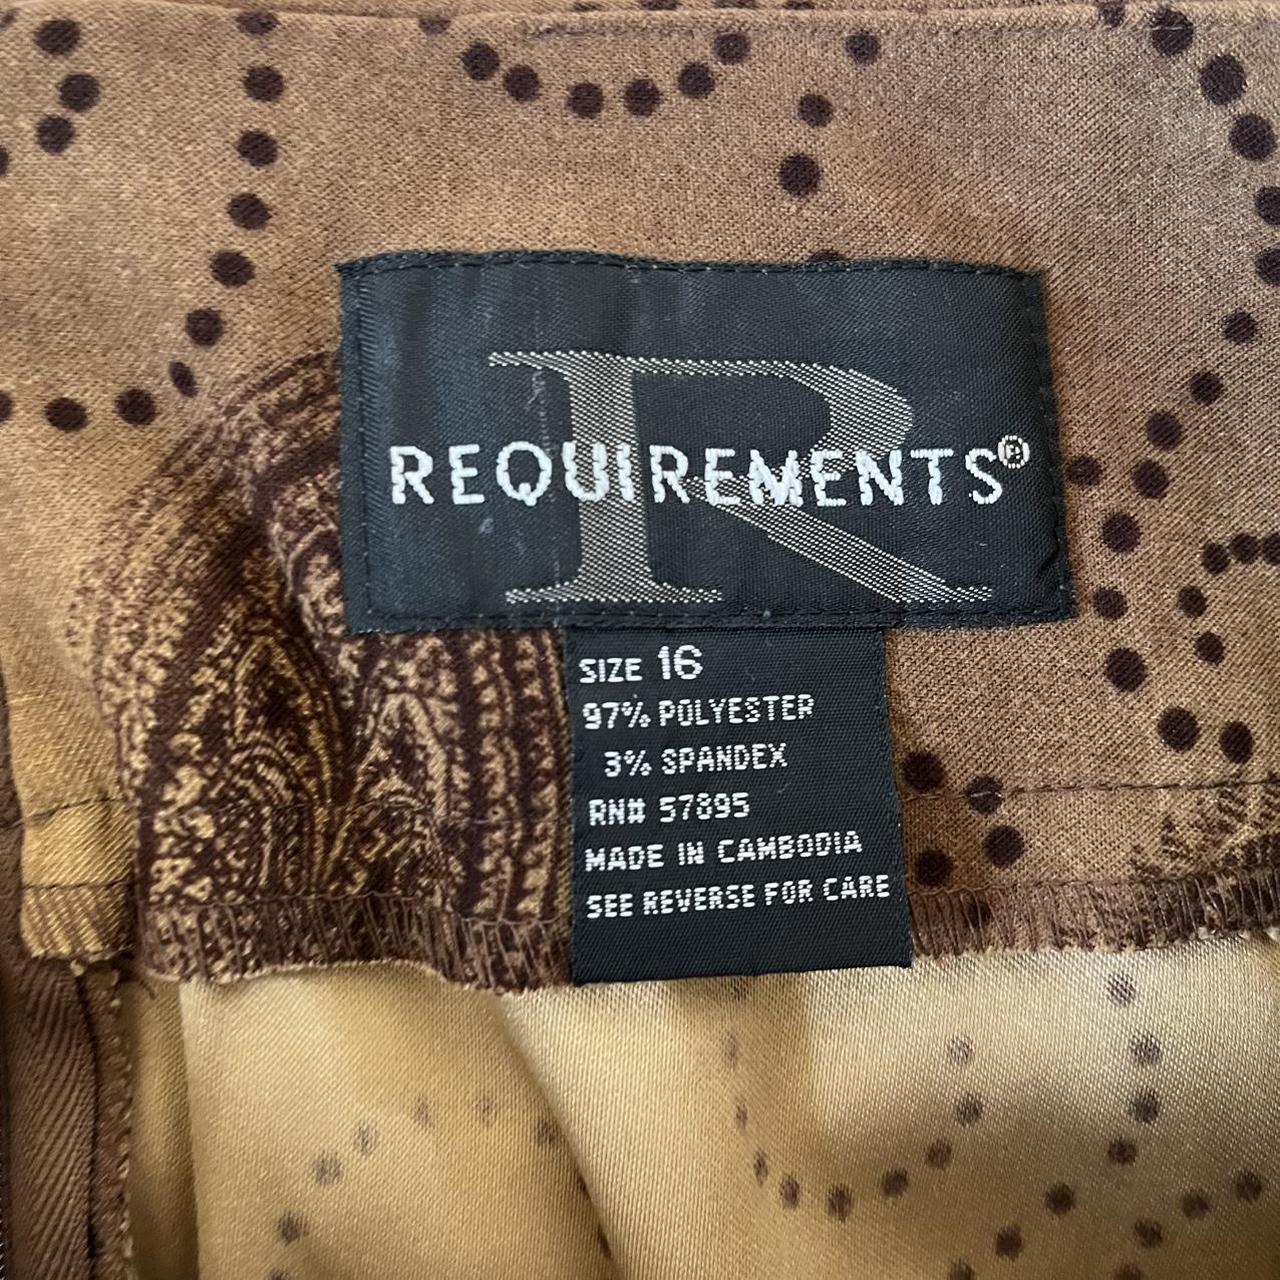 R
REQUIREMENTS®
SIZE 16
97% POLYESTER
3% SPANDEX
RN# 57895
MADE IN CAMBODIA
SEE REVERSE FOR CARE